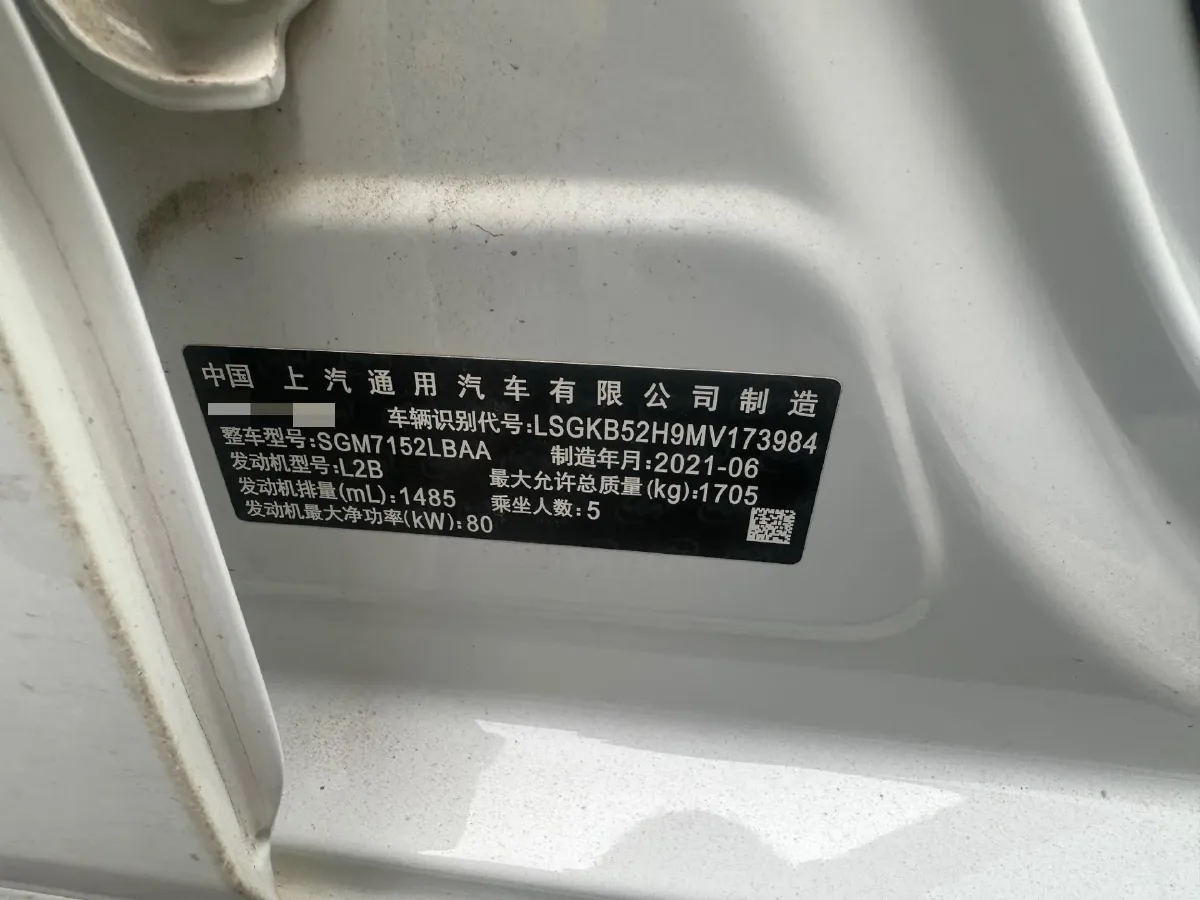 中国 上汽通用汽车有限公司制造
车辆识别代号:LSGKB52H9MV173984
整车型号:SGM7152LBAA 制造年月:2021-06
发动机型号:L2B 最大允许总质量(kg):1705
发动机排量(mL):1485 乘坐人数:5
发动机最大净功率(kW):80